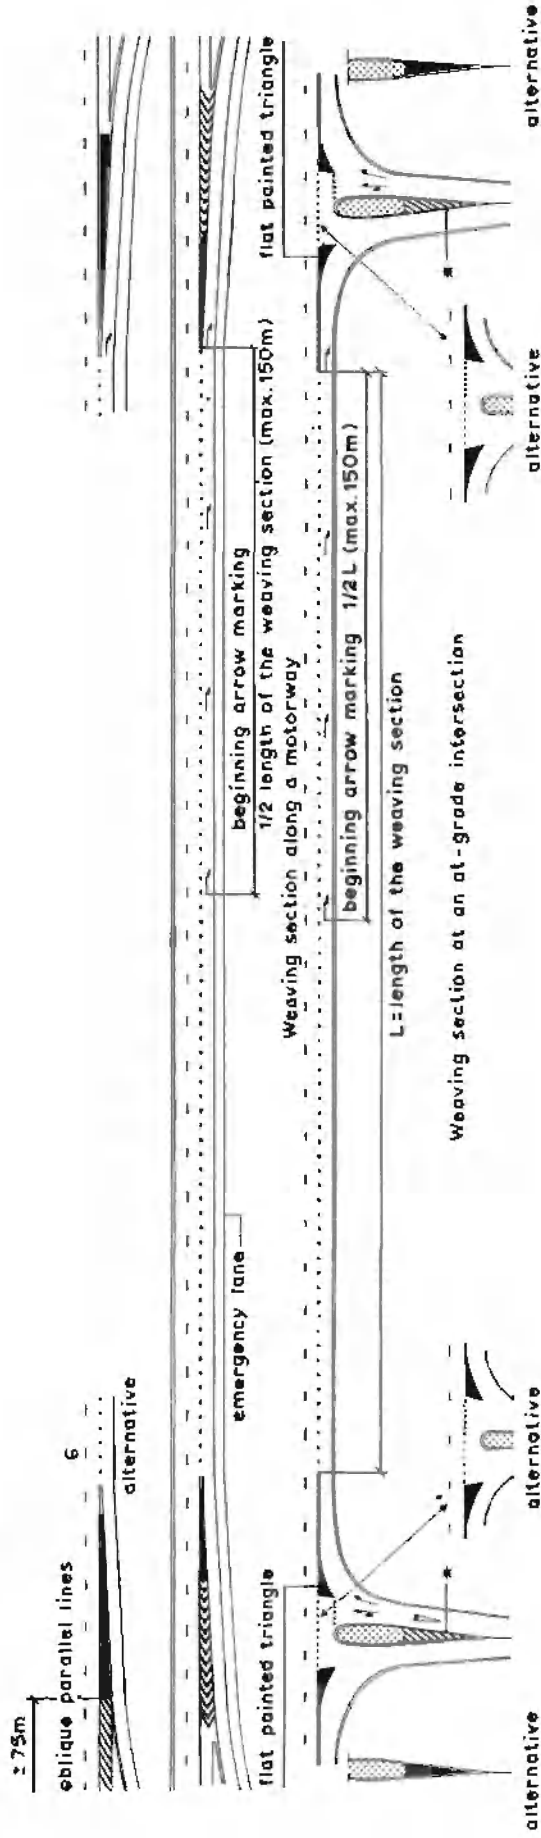 ± 75m
oblique parallel lines
6
alternative
emergency lane
beginning arrow marking
1/2 length of the weaving section (max.150m)
Weaving section along a motorway
flat painted triangle
flat painted triangle
beginning arrow marking 1/2 L (max.150m)
L=length of the weaving section
*
*
alternative
alternative
alternative
alternative
Weaving section at an at-grade intersection